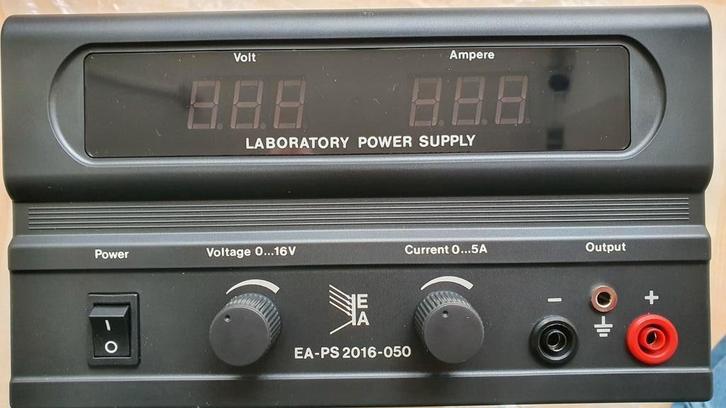 Volt Ampere
LABORATORY POWER SUPPLY
Power Voltage 0...16V Current 0...5A Output
EA
- +
I
O
EA-PS 2016-050